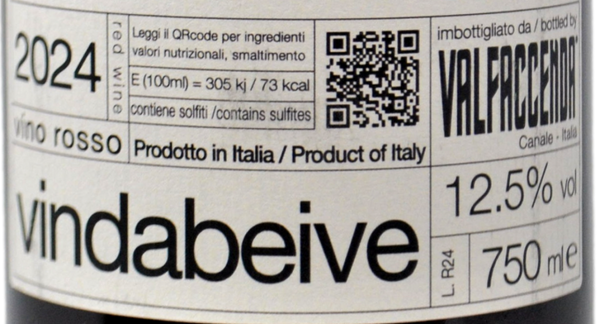 2024
red wine
vino rosso
Leggi il QRcode per ingredienti
valori nutrizionali, smaltimento
E (100ml) = 305 kj / 73 kcal
contiene solfiti /contains sulfites
Prodotto in Italia / Product of Italy
imbottigliato da / bottled by
VALFACCENDA
Canale - Italia
vindabeive
12.5% vol
L. R24
750 ml e